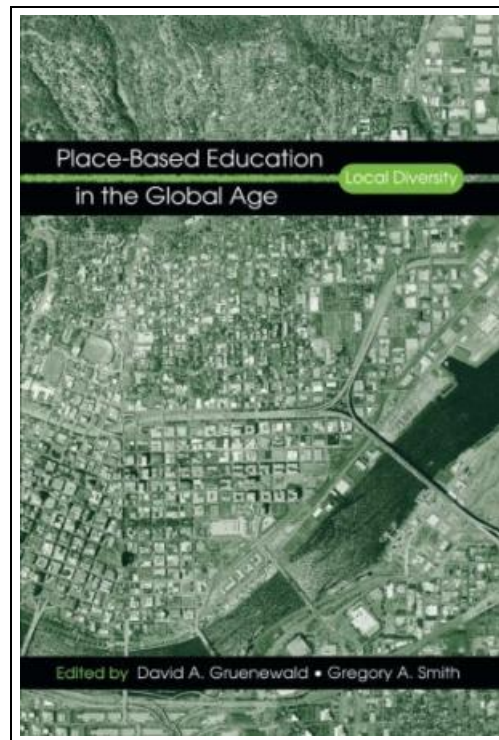 Place-Based Education
Local Diversity
in the Global Age
Edited by David A. Gruenewald • Gregory A. Smith